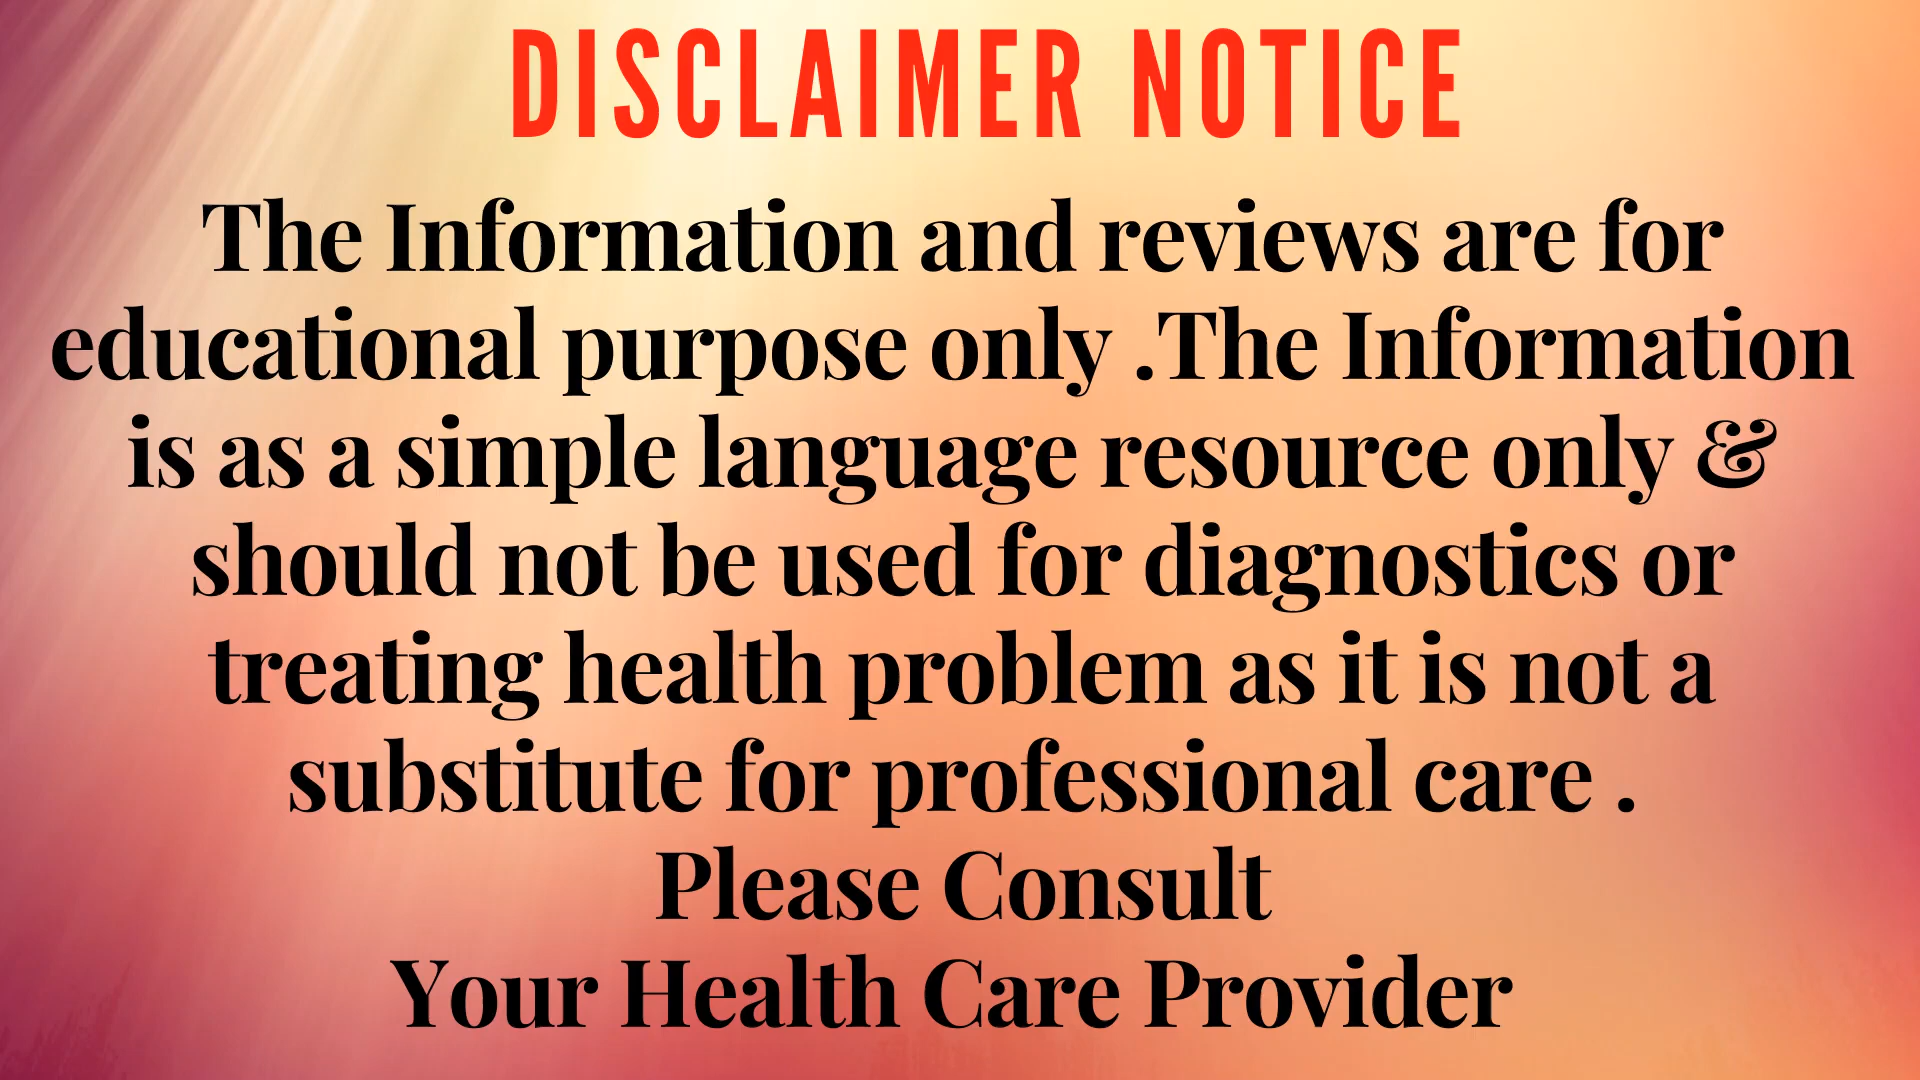 DISCLAIMER NOTICE
The Information and reviews are for
educational purpose only .The Information
is as a simple language resource only &
should not be used for diagnostics or
treating health problem as it is not a
substitute for professional care .
Please Consult
Your Health Care Provider